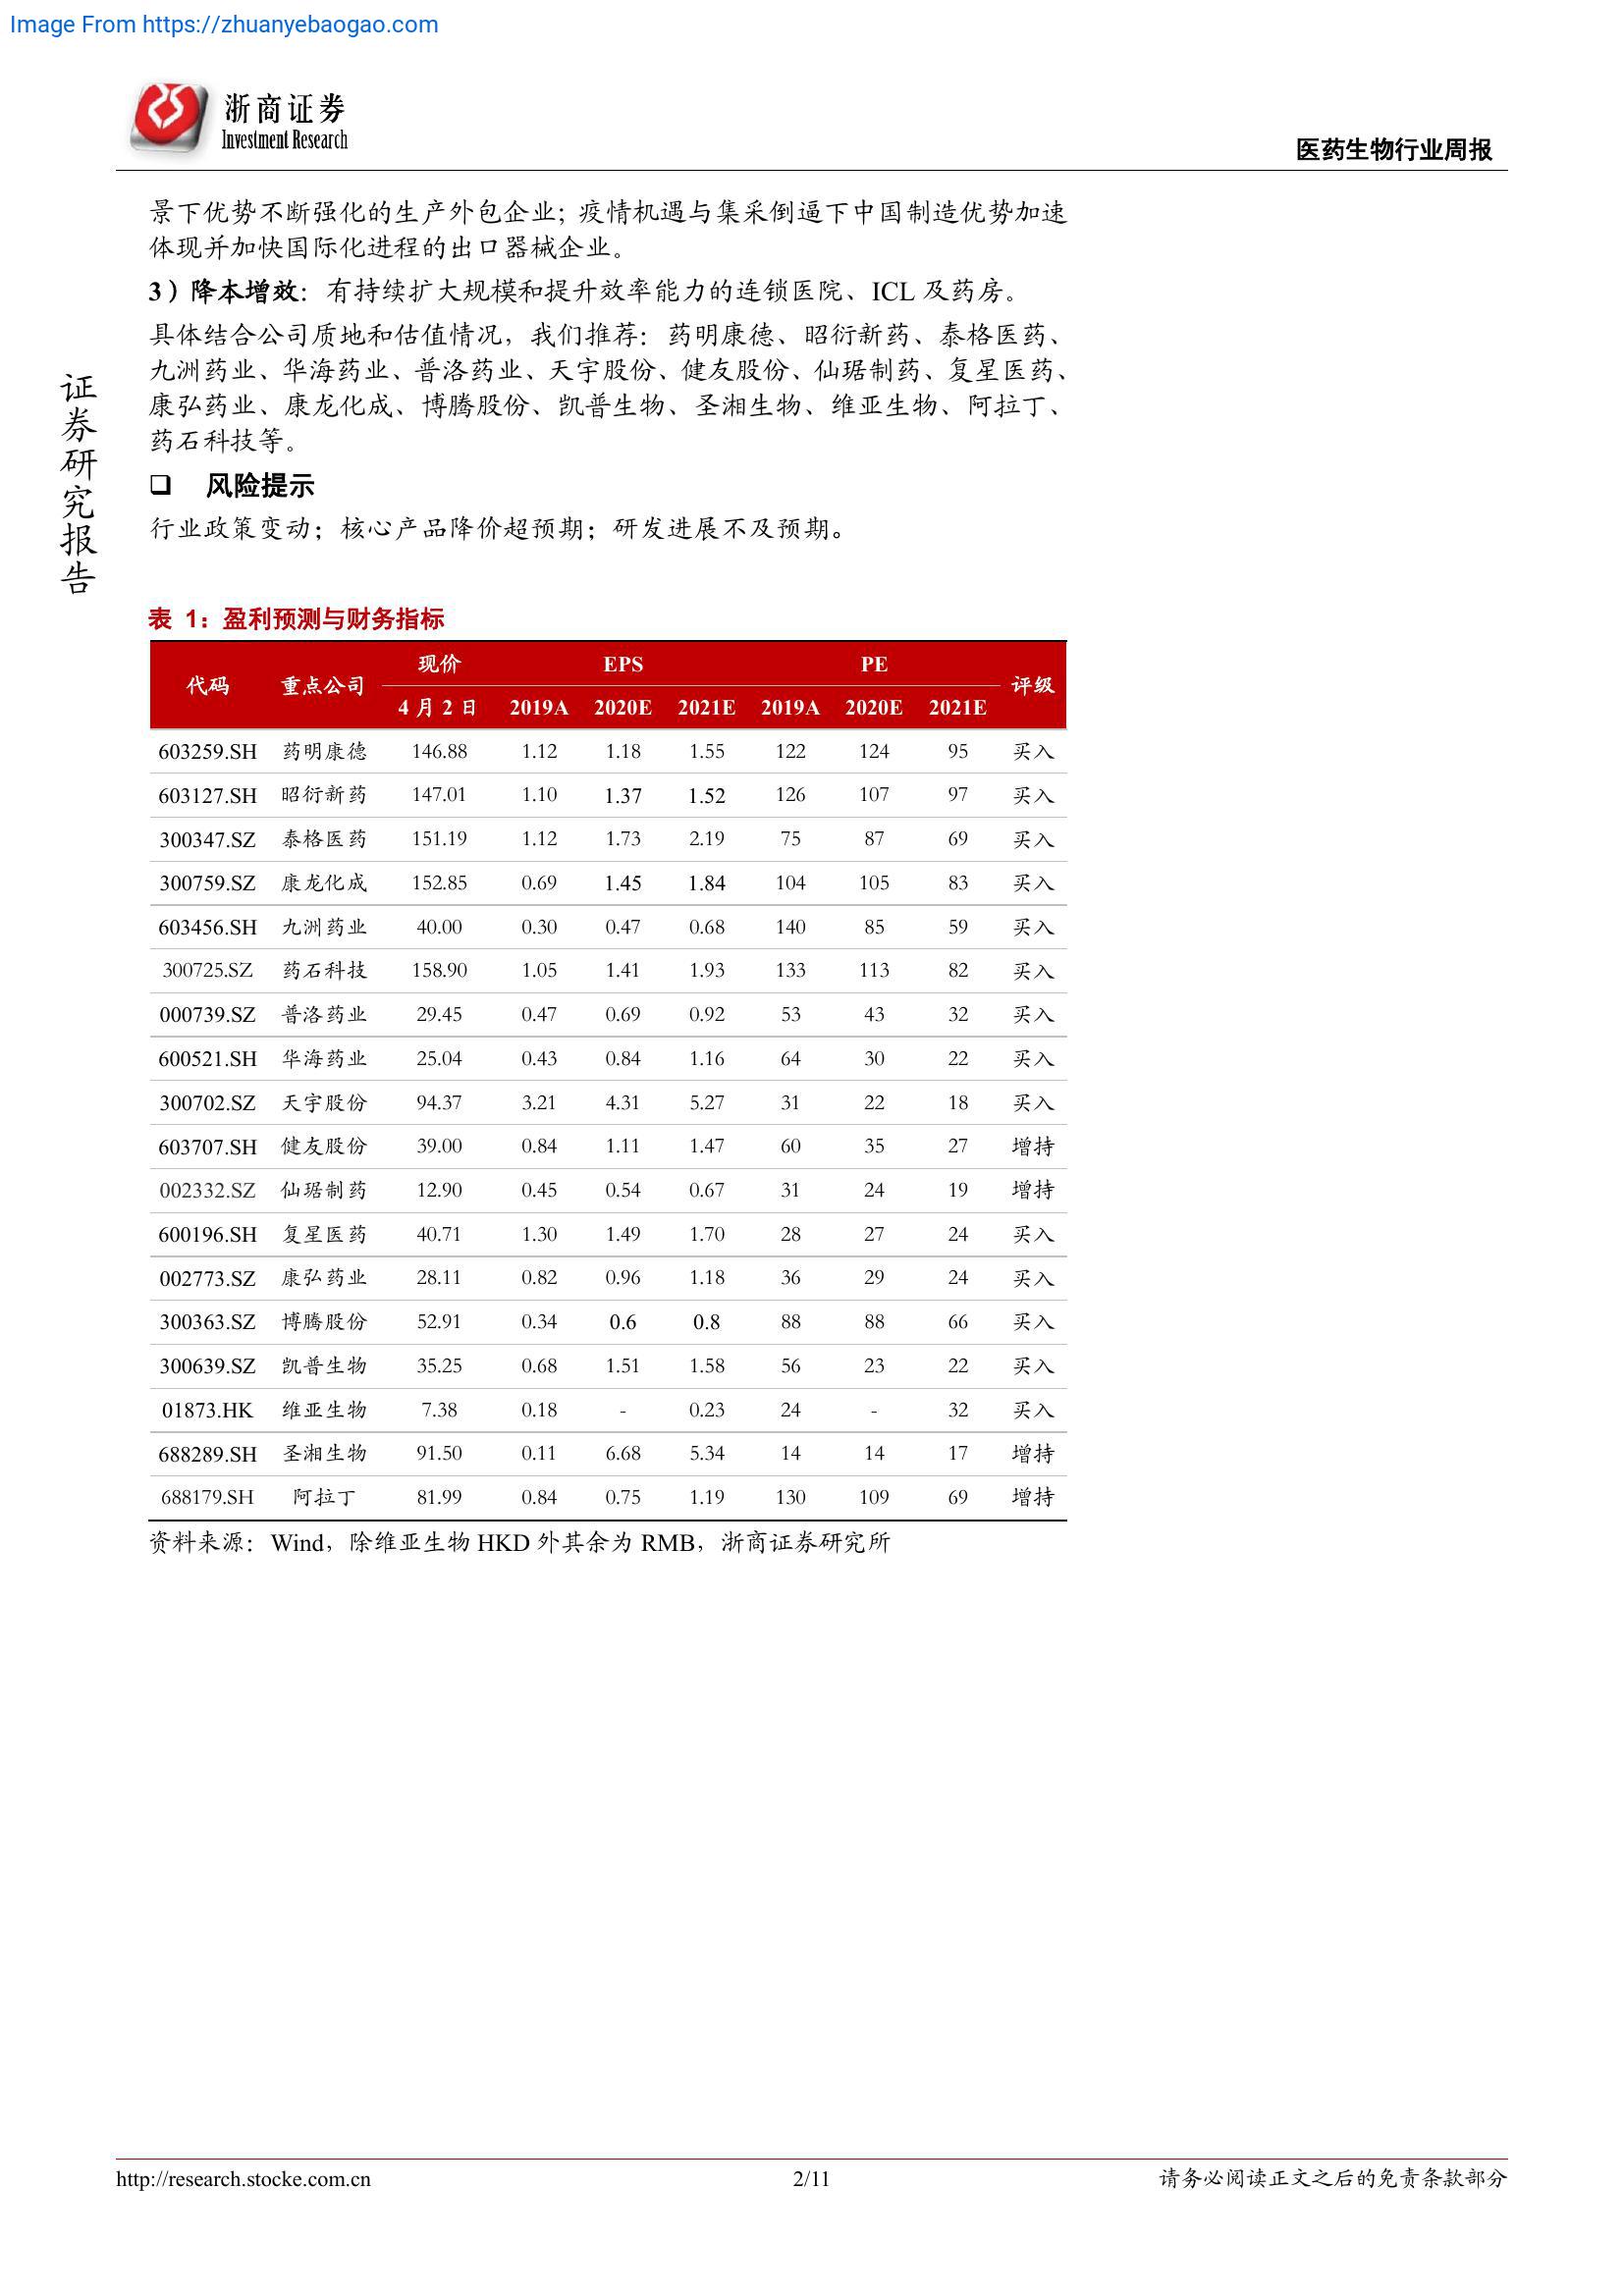 Image From https://zhuanyebaogao.com
浙商证券
Investment Research
医药生物行业周报
证券研究报告
景下优势不断强化的生产外包企业；疫情机遇与集采倒逼下中国制造优势加速
体现并加快国际化进程的出口器械企业。
3）降本增效：有持续扩大规模和提升效率能力的连锁医院、ICL 及药房。
具体结合公司质地和估值情况，我们推荐：药明康德、昭衍新药、泰格医药、
九洲药业、华海药业、普洛药业、天宇股份、健友股份、仙琚制药、复星医药、
康弘药业、康龙化成、博腾股份、凯普生物、圣湘生物、维亚生物、阿拉丁、
药石科技等。
❑ 风险提示
行业政策变动；核心产品降价超预期；研发进展不及预期。
表 1：盈利预测与财务指标
代码 重点公司 现价 EPS PE 评级
4 月 2 日 2019A 2020E 2021E 2019A 2020E 2021E
603259.SH 药明康德 146.88 1.12 1.18 1.55 122 124 95 买入
603127.SH 昭衍新药 147.01 1.10 1.37 1.52 126 107 97 买入
300347.SZ 泰格医药 151.19 1.12 1.73 2.19 75 87 69 买入
300759.SZ 康龙化成 152.85 0.69 1.45 1.84 104 105 83 买入
603456.SH 九洲药业 40.00 0.30 0.47 0.68 140 85 59 买入
300725.SZ 药石科技 158.90 1.05 1.41 1.93 133 113 82 买入
000739.SZ 普洛药业 29.45 0.47 0.69 0.92 53 43 32 买入
600521.SH 华海药业 25.04 0.43 0.84 1.16 64 30 22 买入
300702.SZ 天宇股份 94.37 3.21 4.31 5.27 31 22 18 买入
603707.SH 健友股份 39.00 0.84 1.11 1.47 60 35 27 增持
002332.SZ 仙琚制药 12.90 0.45 0.54 0.67 31 24 19 增持
600196.SH 复星医药 40.71 1.30 1.49 1.70 28 27 24 买入
002773.SZ 康弘药业 28.11 0.82 0.96 1.18 36 29 24 买入
300363.SZ 博腾股份 52.91 0.34 0.6 0.8 88 88 66 买入
300639.SZ 凯普生物 35.25 0.68 1.51 1.58 56 23 22 买入
01873.HK 维亚生物 7.38 0.18 - 0.23 24 - 32 买入
688289.SH 圣湘生物 91.50 0.11 6.68 5.34 14 14 17 增持
688179.SH 阿拉丁 81.99 0.84 0.75 1.19 130 109 69 增持
资料来源：Wind，除维亚生物 HKD 外其余为 RMB，浙商证券研究所
http://research.stocke.com.cn 2/11 请务必阅读正文之后的免责条款部分